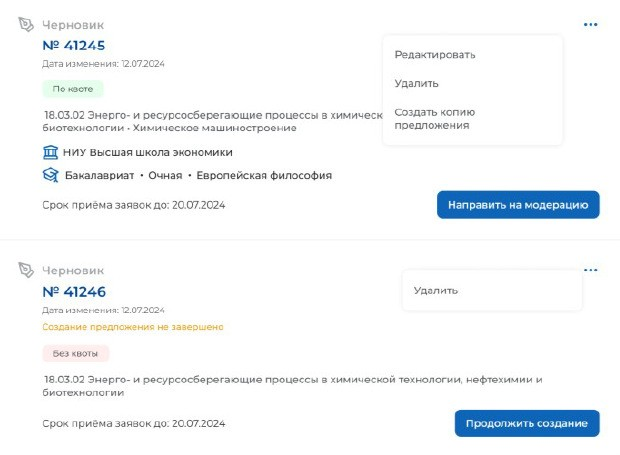 Черновик
•••
№ 41245
Дата изменения: 12.07.2024
По квоте
Редактировать
Удалить
Создать копию
предложения
18.03.02 Энерго- и ресурсосберегающие процессы в химичес
биотехнологии • Химическое машиностроение
НИУ Высшая школа экономики
Бакалавриат • Очная • Европейская философия
Срок приёма заявок до: 20.07.2024
Направить на модерацию
Черновик
•••
№ 41246
Дата изменения: 12.07.2024
Создание предложения не завершено
Удалить
Без квоты
18.03.02 Энерго- и ресурсосберегающие процессы в химической технологии, нефтехимии и
биотехнологии
Срок приёма заявок до: 20.07.2024
Продолжить создание